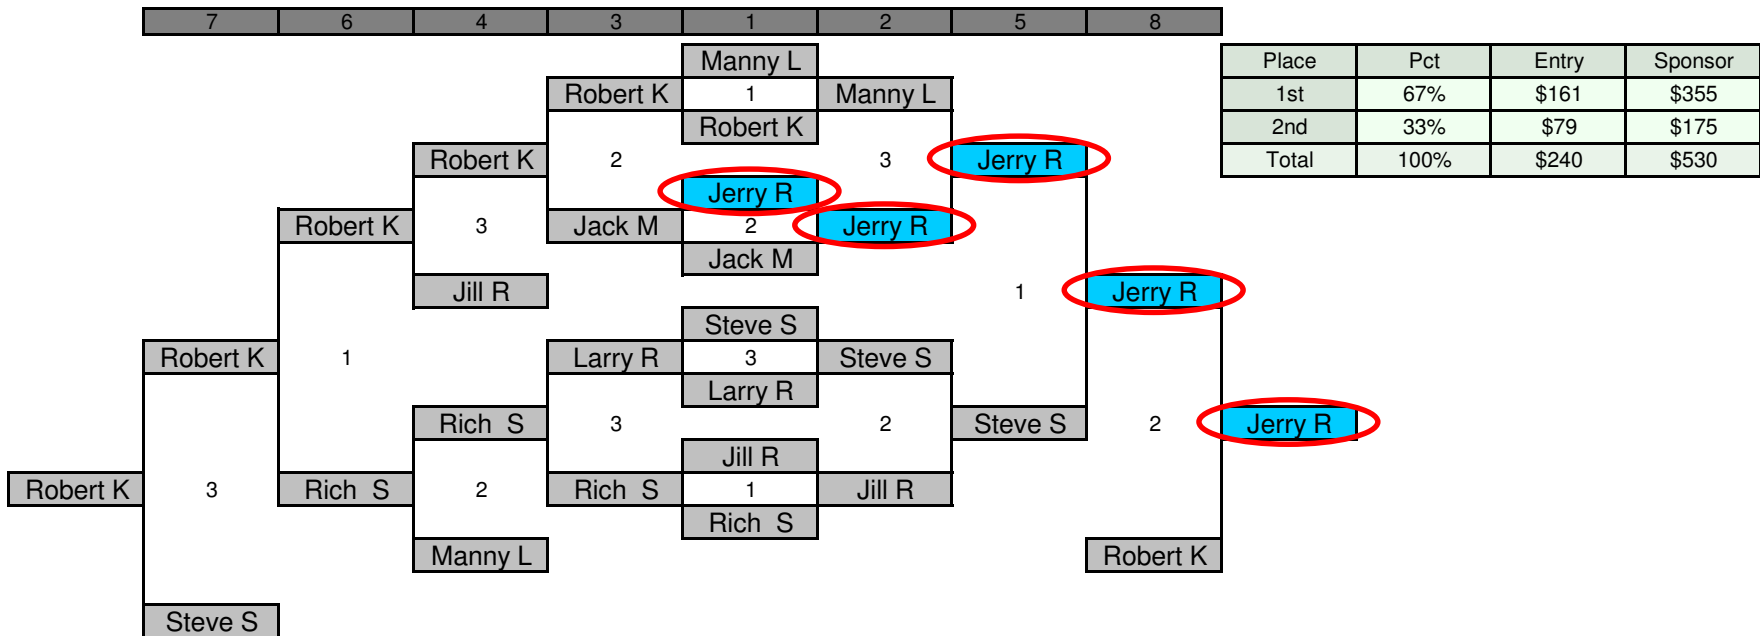 7 6 4 3 1 2 5 8
Manny L
Place Pct Entry Sponsor
Robert K 1 Manny L
1st 67% $161 $355
Robert K
2nd 33% $79 $175
Robert K 2 3 Jerry R
Total 100% $240 $530
Jerry R
Robert K 3 Jack M 2 Jerry R
Jack M
Jill R 1 Jerry R
Steve S
Robert K 1 Larry R 3 Steve S
Larry R
Rich S 3 2 Steve S 2 Jerry R
Jill R
Robert K 3 Rich S 2 Rich S 1 Jill R
Rich S
Manny L Robert K
Steve S